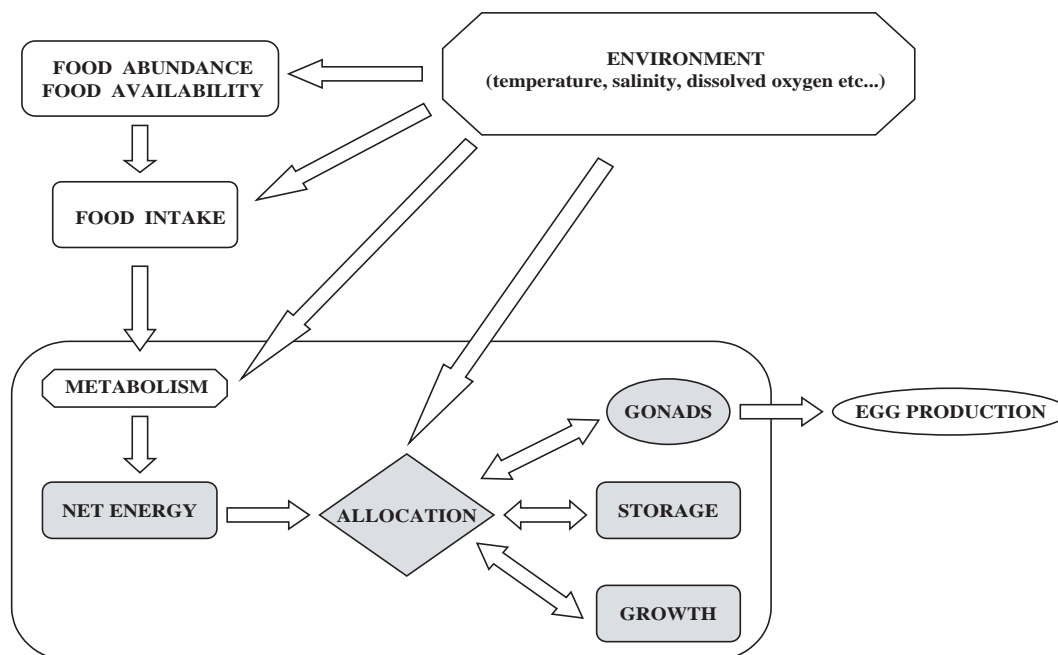 FOOD ABUNDANCE
FOOD AVAILABILITY
ENVIRONMENT
(temperature, salinity, dissolved oxygen etc...)
FOOD INTAKE
METABOLISM
GONADS
EGG PRODUCTION
NET ENERGY
ALLOCATION
STORAGE
GROWTH